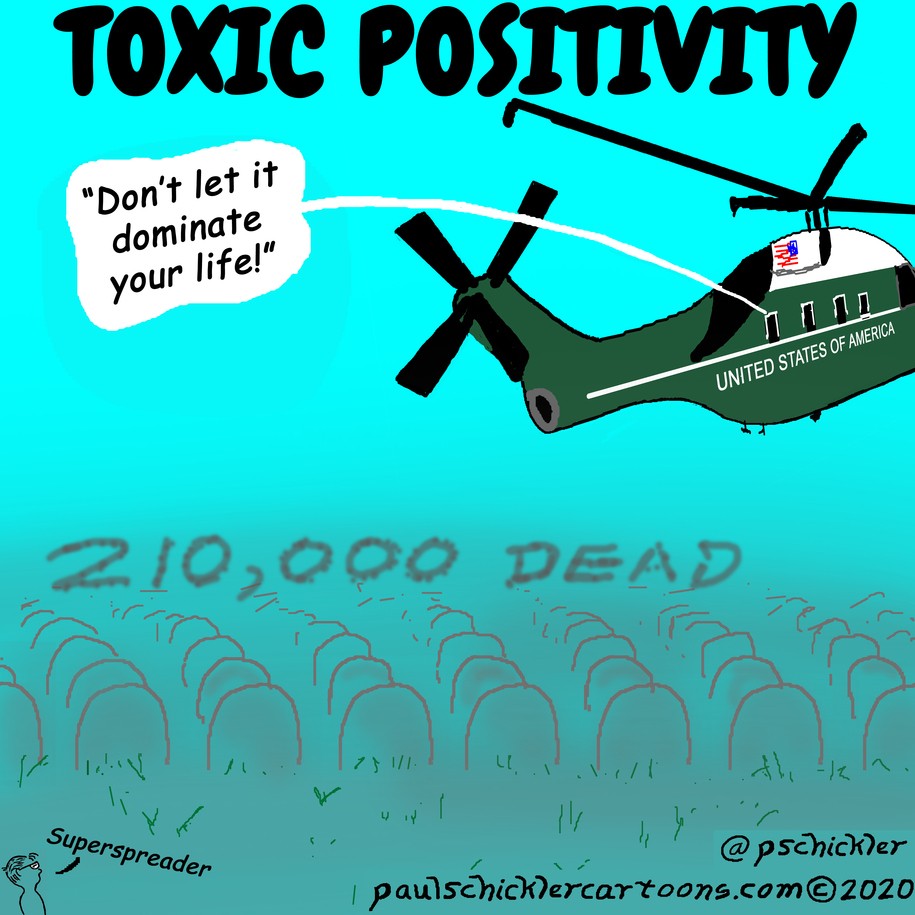 TOXIC POSITIVITY
"Don't let it
dominate
your life!"
UNITED STATES OF AMERICA
210,000 DEAD
Superspreader
@pschickler
paulschicklercartoons.com©2020